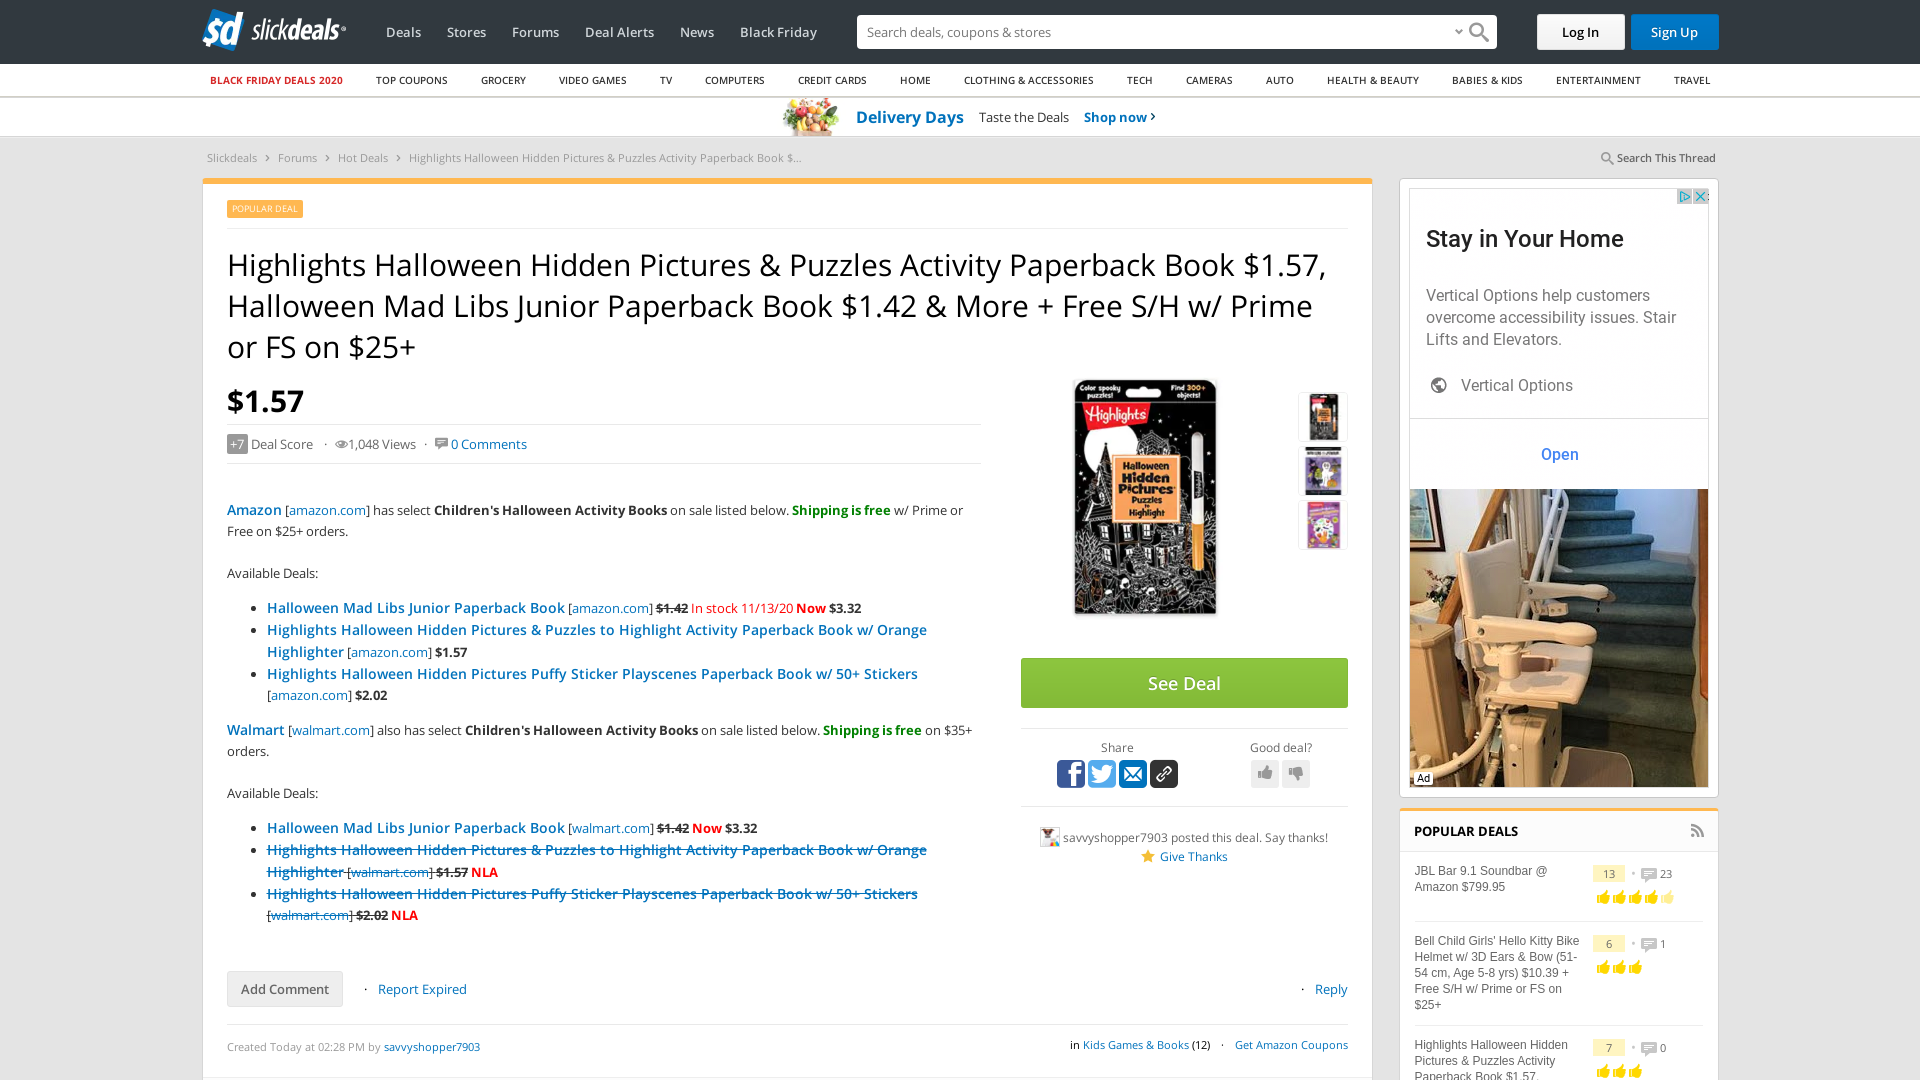 slickdeals
Deals Stores Forums Deal Alerts News Black Friday
Search deals, coupons & stores
Log In Sign Up
BLACK FRIDAY DEALS 2020 TOP COUPONS GROCERY VIDEO GAMES TV COMPUTERS CREDIT CARDS HOME CLOTHING & ACCESSORIES TECH CAMERAS AUTO HEALTH & BEAUTY BABIES & KIDS ENTERTAINMENT TRAVEL
Delivery Days Taste the Deals Shop now
Slickdeals Forums Hot Deals Highlights Halloween Hidden Pictures & Puzzles Activity Paperback Book $...
Search This Thread
POPULAR DEAL
Highlights Halloween Hidden Pictures & Puzzles Activity Paperback Book $1.57,
Halloween Mad Libs Junior Paperback Book $1.42 & More + Free S/H w/ Prime
or FS on $25+
$1.57
+7 Deal Score · 1,048 Views · 0 Comments
Amazon [amazon.com] has select Children's Halloween Activity Books on sale listed below. Shipping is free w/ Prime or
Free on $25+ orders.
Available Deals:
• Halloween Mad Libs Junior Paperback Book [amazon.com] $1.42 In stock 11/13/20 Now $3.32
• Highlights Halloween Hidden Pictures & Puzzles to Highlight Activity Paperback Book w/ Orange
Highlighter [amazon.com] $1.57
• Highlights Halloween Hidden Pictures Puffy Sticker Playscenes Paperback Book w/ 50+ Stickers
[amazon.com] $2.02
Walmart [walmart.com] also has select Children's Halloween Activity Books on sale listed below. Shipping is free on $35+
orders.
Available Deals:
• Halloween Mad Libs Junior Paperback Book [walmart.com] $1.42 Now $3.32
• Highlights Halloween Hidden Pictures & Puzzles to Highlight Activity Paperback Book w/ Orange
Highlighter [walmart.com] $1.57 NLA
• Highlights Halloween Hidden Pictures Puffy Sticker Playscenes Paperback Book w/ 50+ Stickers
[walmart.com] $2.02 NLA
Add Comment · Report Expired
· Reply
Created Today at 02:28 PM by savvyshopper7903
in Kids Games & Books (12) · Get Amazon Coupons
Color spooky
puzzles!
Find 300+
objects!
Highlights
Halloween
Hidden
Pictures
Puzzles
to
Highlight
See Deal
Share
Good deal?
savvyshopper7903 posted this deal. Say thanks!
Give Thanks
Stay in Your Home
Vertical Options help customers
overcome accessibility issues. Stair
Lifts and Elevators.
Vertical Options
Open
Ad
POPULAR DEALS
JBL Bar 9.1 Soundbar @
Amazon $799.95
13 • 23
Bell Child Girls' Hello Kitty Bike
Helmet w/ 3D Ears & Bow (51-
54 cm, Age 5-8 yrs) $10.39 +
Free S/H w/ Prime or FS on
$25+
6 • 1
Highlights Halloween Hidden
Pictures & Puzzles Activity
Paperback Book $1.57,
7 • 0